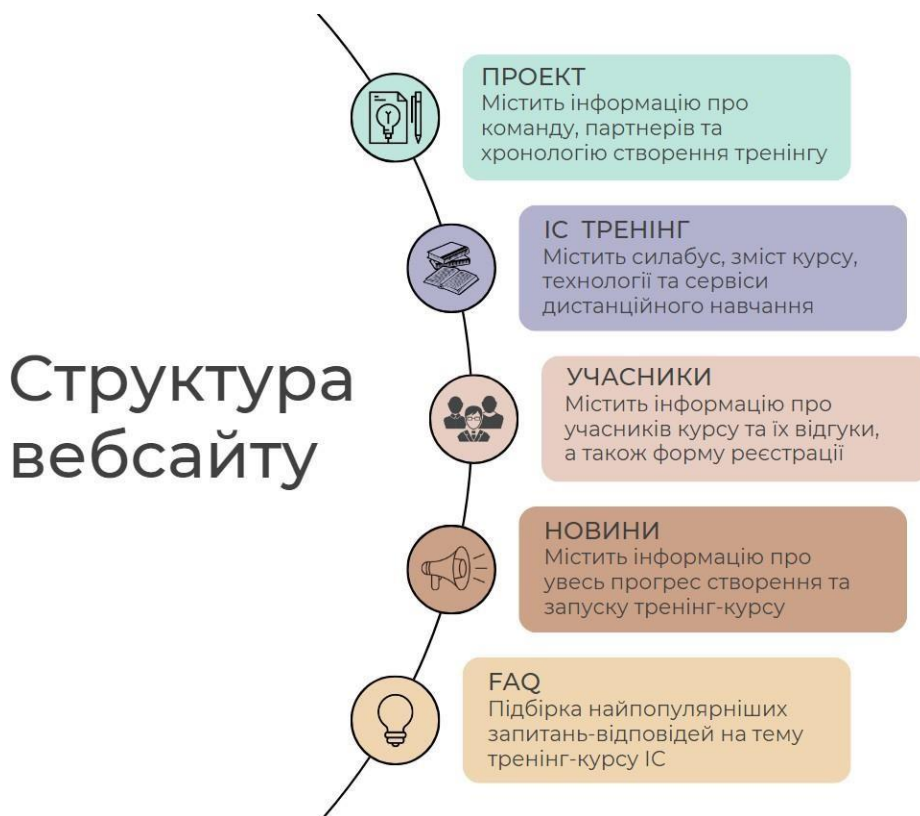 Структура
вебсайту
ПРОЕКТ
Містить інформацію про
команду, партнерів та
хронологію створення тренінгу
ІС ТРЕНІНГ
Містить силабус, зміст курсу,
технології та сервіси
дистанційного навчання
УЧАСНИКИ
Містить інформацію про
учасників курсу та їх відгуки,
а також форму реєстрації
НОВИНИ
Містить інформацію про
увесь прогрес створення та
запуску тренінг-курсу
FAQ
Підбірка найпопулярніших
запитань-відповідей на тему
тренінг-курсу ІС